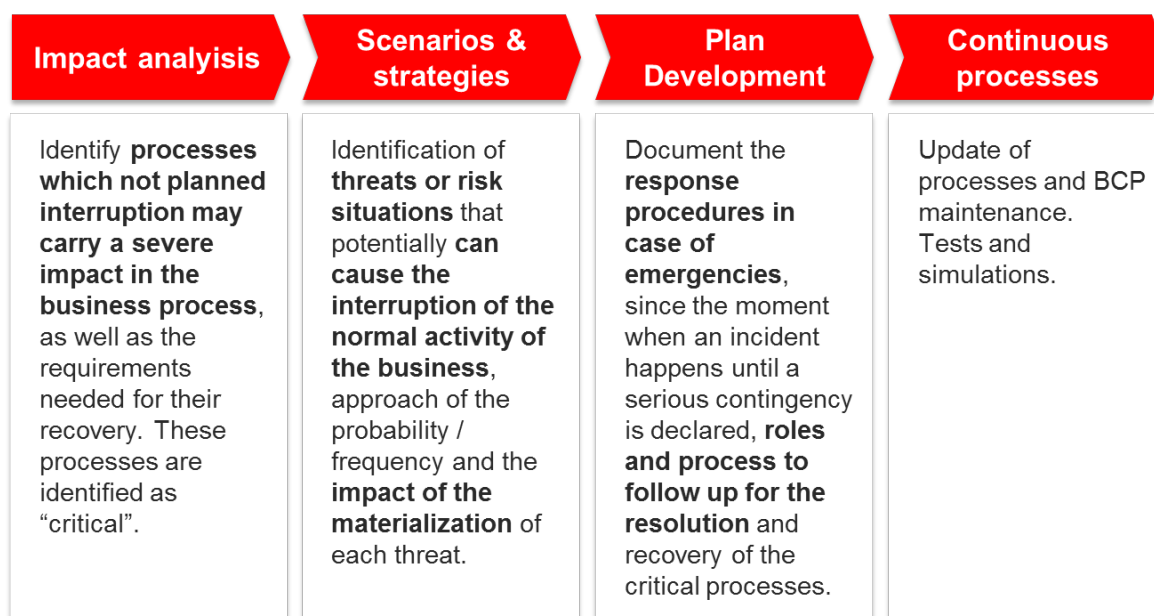 Impact analyisis
Identify processes
which not planned
interruption may
carry a severe
impact in the
business process,
as well as the
requirements
needed for their
recovery. These
processes are
identified as
“critical”.
Scenarios &
strategies
Identification of
threats or risk
situations that
potentially can
cause the
interruption of the
normal activity of
the business,
approach of the
probability /
frequency and the
impact of the
materialization of
each threat.
Plan
Development
Document the
response
procedures in
case of
emergencies,
since the moment
when an incident
happens until a
serious contingency
is declared, roles
and process to
follow up for the
resolution and
recovery of the
critical processes.
Continuous
processes
Update of
processes and BCP
maintenance.
Tests and
simulations.